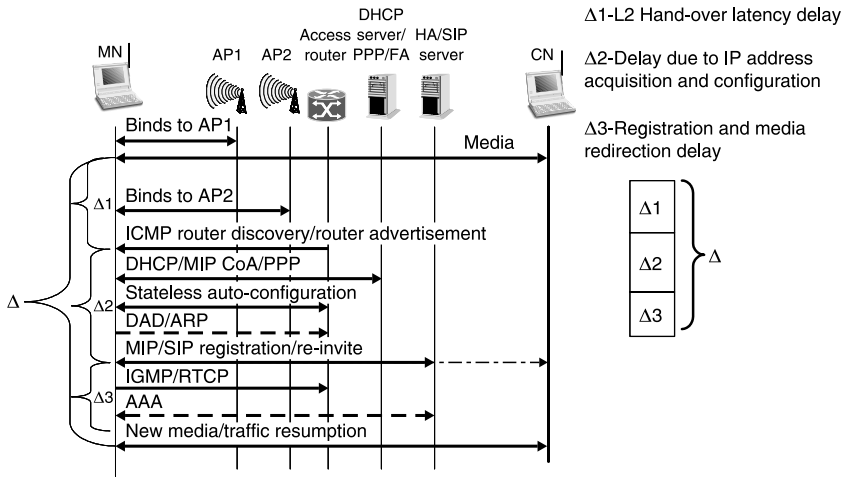 MN
AP1
AP2
Access
router
DHCP
server/
PPP/FA
HA/SIP
server
CN
Δ1-L2 Hand-over latency delay
Δ2-Delay due to IP address
acquisition and configuration
Δ3-Registration and media
redirection delay
Binds to AP1
Media
Binds to AP2
ICMP router discovery/router advertisement
DHCP/MIP CoA/PPP
Stateless auto-configuration
DAD/ARP
MIP/SIP registration/re-invite
IGMP/RTCP
AAA
New media/traffic resumption
Δ
Δ1
Δ2
Δ3
Δ1
Δ2
Δ3
Δ